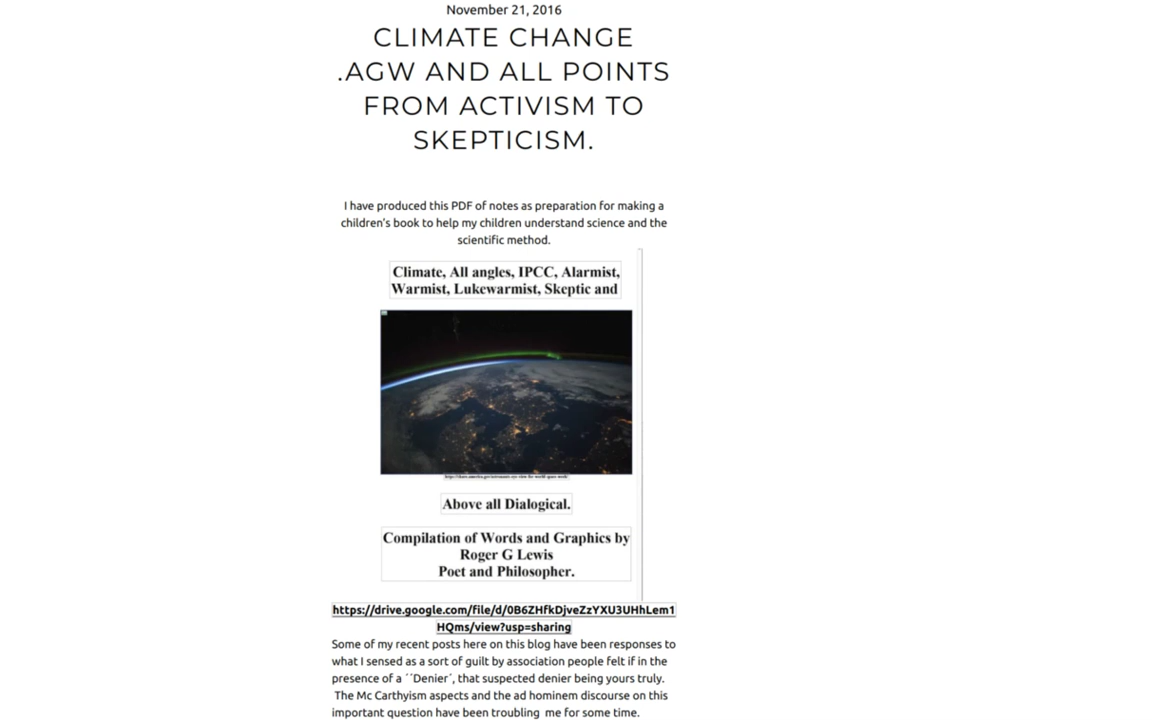 November 21, 2016
CLIMATE CHANGE
.AGW AND ALL POINTS
FROM ACTIVISM TO
SKEPTICISM.
I have produced this PDF of notes as preparation for making a
children's book to help my children understand science and the
scientific method.
Climate, All angles, IPCC, Alarmist,
Warmist, Lukewarmist, Skeptic and
Above all Dialogical.
Compilation of Words and Graphics by
Roger G Lewis
Poet and Philosopher.
https://drive.google.com/file/d/0B6ZHfkDjveZzYXU3UHhLem1
HQms/view?usp=sharing
Some of my recent posts here on this blog have been responses to
what I sensed as a sort of guilt by association people felt if in the
presence of a ´´Denier´, that suspected denier being yours truly.
The Mc Carthyism aspects and the ad hominem discourse on this
important question have been troubling me for some time.